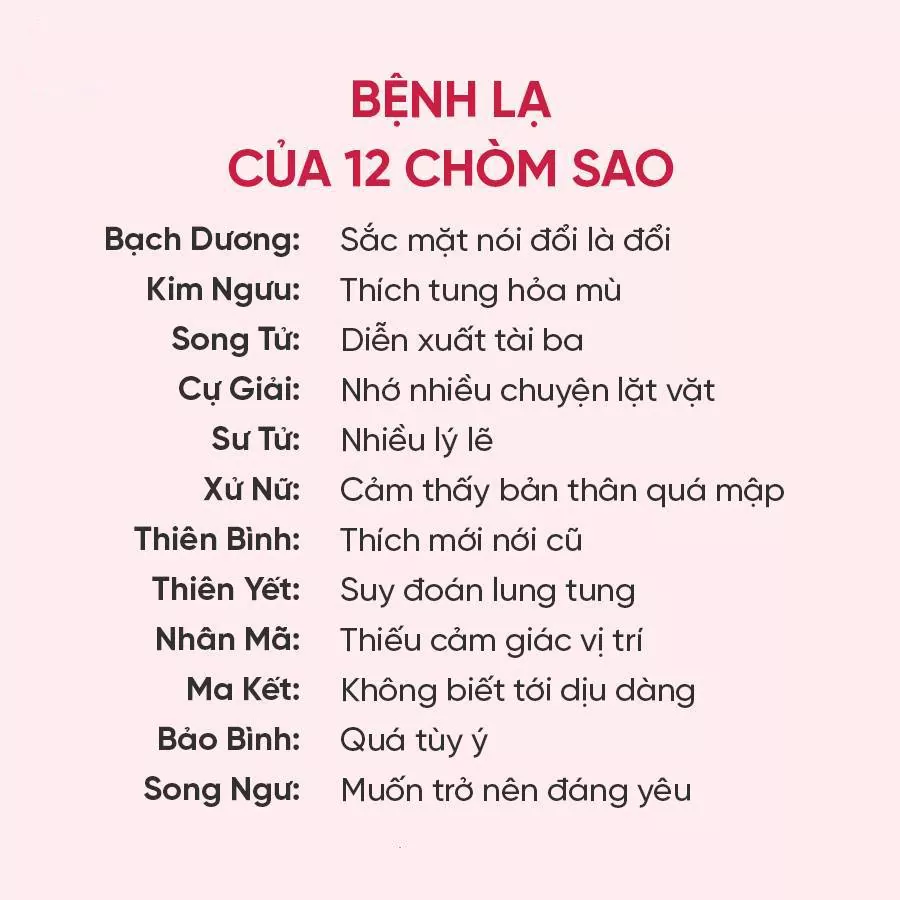 BỆNH LẠ
CỦA 12 CHÒM SAO
Bạch Dương: Sắc mặt nói đổi là đổi
Kim Ngưu: Thích tung hỏa mù
Song Tử: Diễn xuất tài ba
Cự Giải: Nhớ nhiều chuyện lặt vặt
Sư Tử: Nhiều lý lẽ
Xử Nữ: Cảm thấy bản thân quá mập
Thiên Bình: Thích mới nới cũ
Thiên Yết: Suy đoán lung tung
Nhân Mã: Thiếu cảm giác vị trí
Ma Kết: Không biết tới dịu dàng
Bảo Bình: Quá tùy ý
Song Ngư: Muốn trở nên đáng yêu